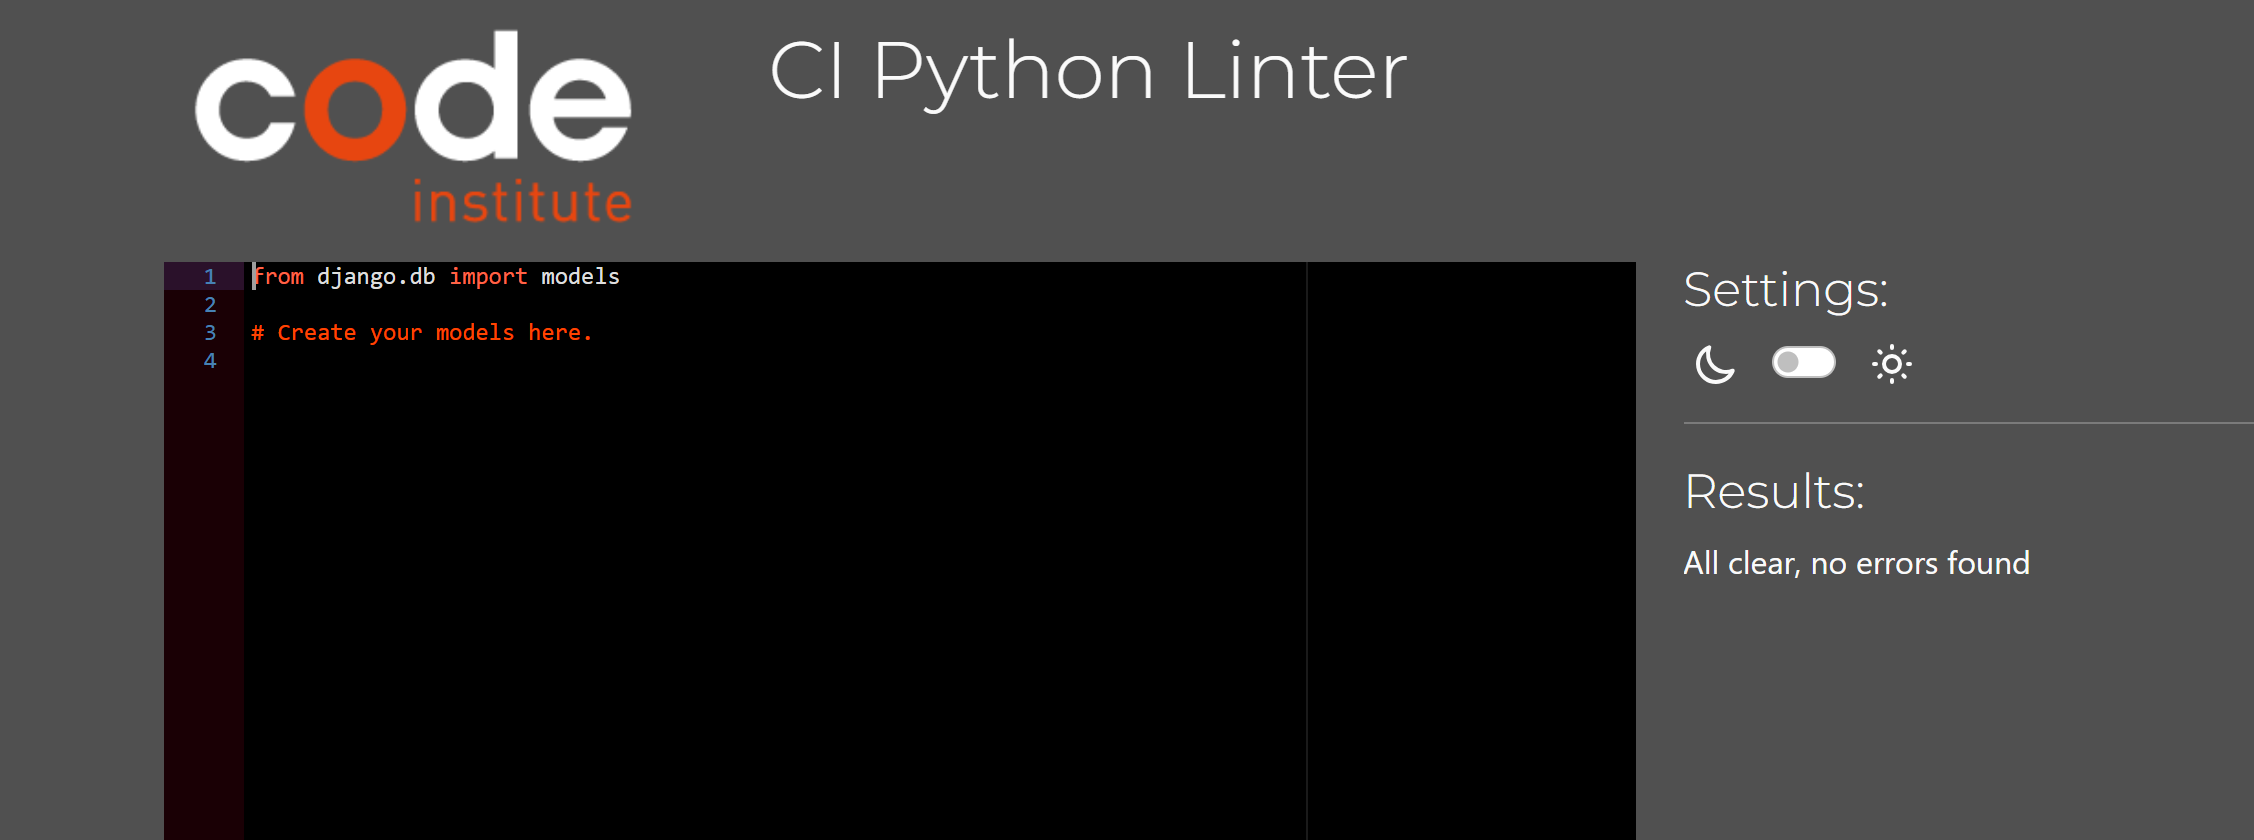 code
institute
CI Python Linter
1 from django.db import models
2
3 # Create your models here.
4
Settings:
Results:
All clear, no errors found